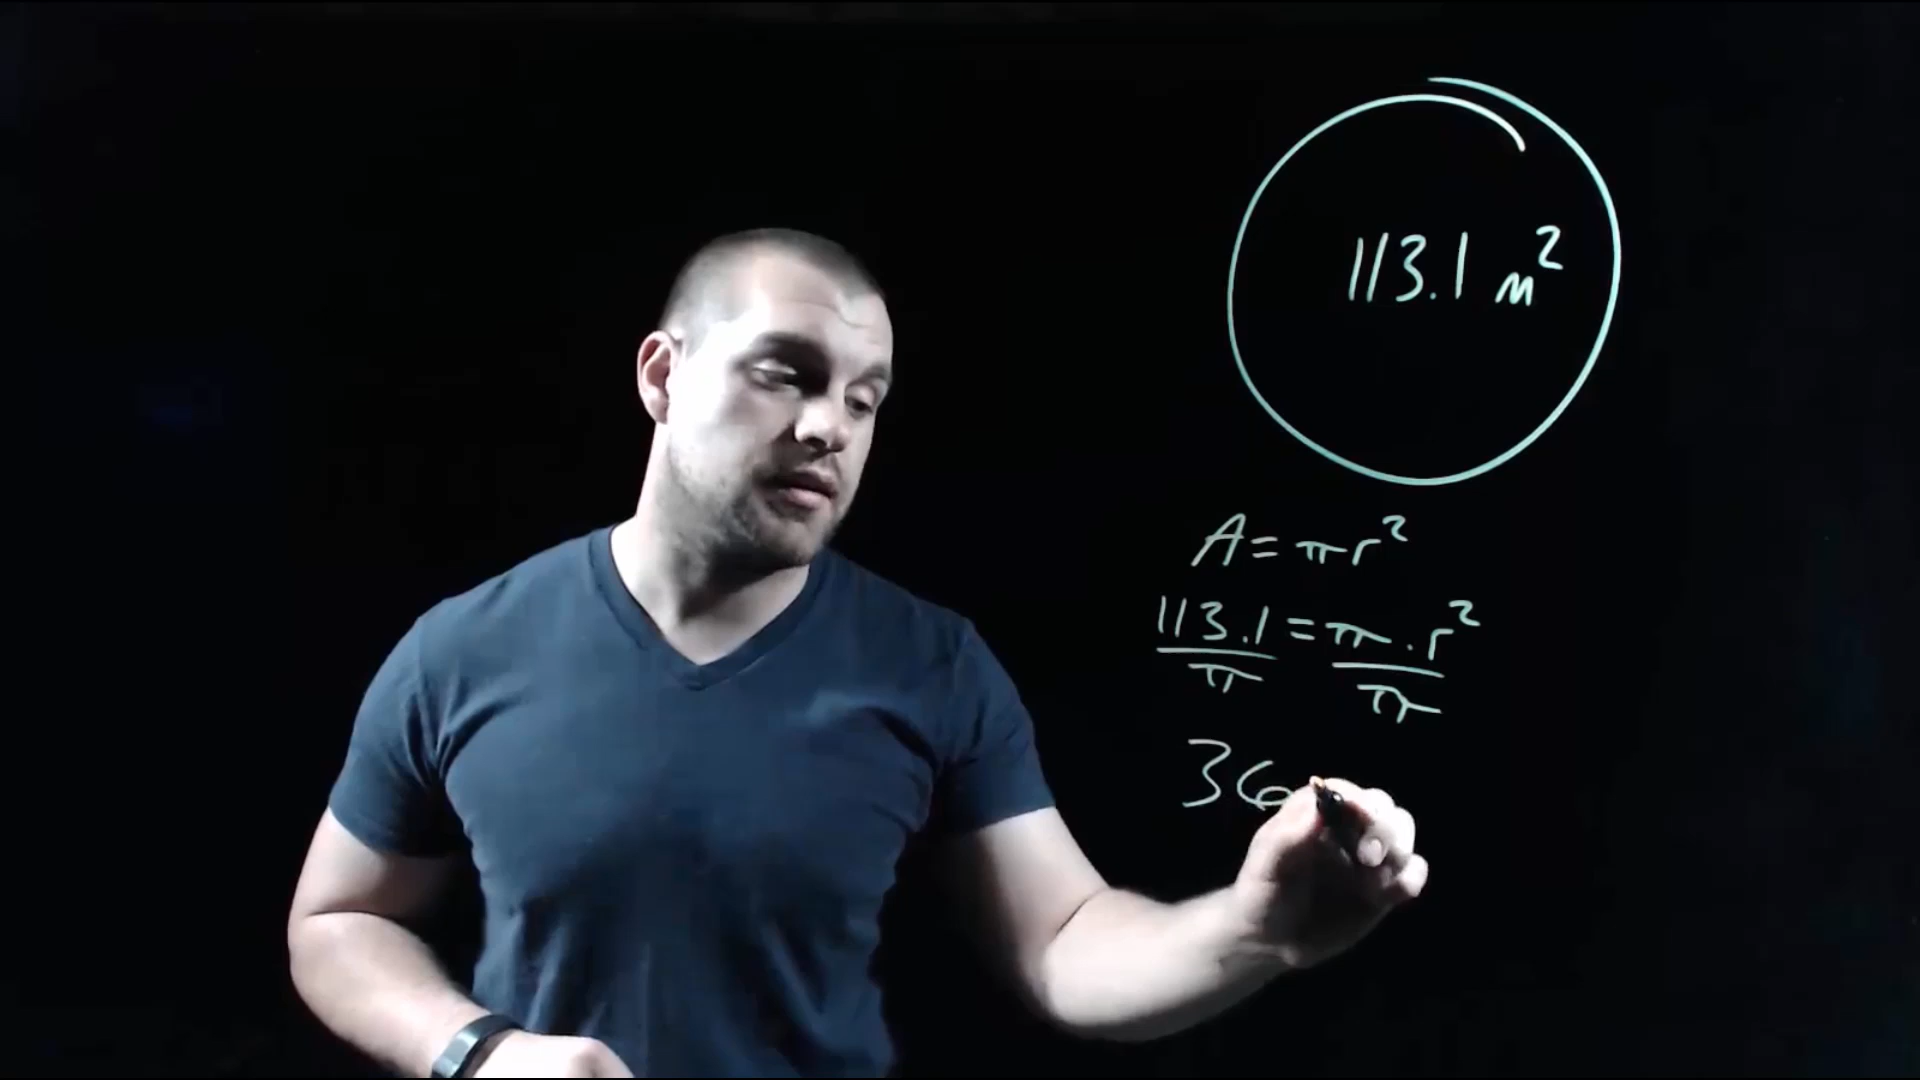 113.1 m²
A = πr²
113.1 = π · r²
π π
36